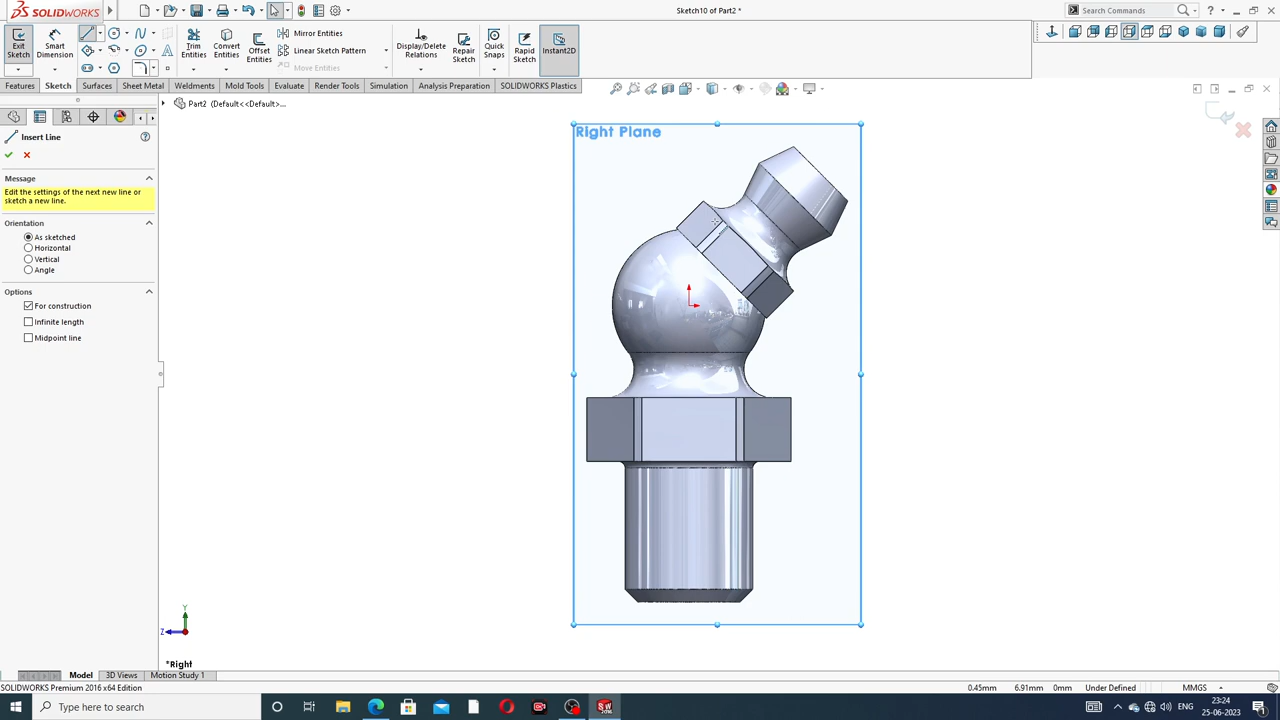 SOLIDWORKS
Sketch10 of Part2 *
Search Commands
Exit Sketch
Smart Dimension
Trim Entities
Convert Entities
Offset Entities
Mirror Entities
Linear Sketch Pattern
Move Entities
Display/Delete Relations
Repair Sketch
Quick Snaps
Rapid Sketch
Instant2D
Features
Sketch
Surfaces
Sheet Metal
Weldments
Mold Tools
Evaluate
Render Tools
Simulation
Analysis Preparation
SOLIDWORKS Plastics
Part2 (Default<<Default>...
Insert Line
Message
Edit the settings of the next new line or
sketch a new line.
Orientation
As sketched
Horizontal
Vertical
Angle
Options
For construction
Infinite length
Midpoint line
Right Plane
Y
Z
*Right
Model
3D Views
Motion Study 1
SOLIDWORKS Premium 2016 x64 Edition
0.45mm
6.91mm
0mm
Under Defined
MMGS
Type here to search
ENG
23:24
25-06-2023